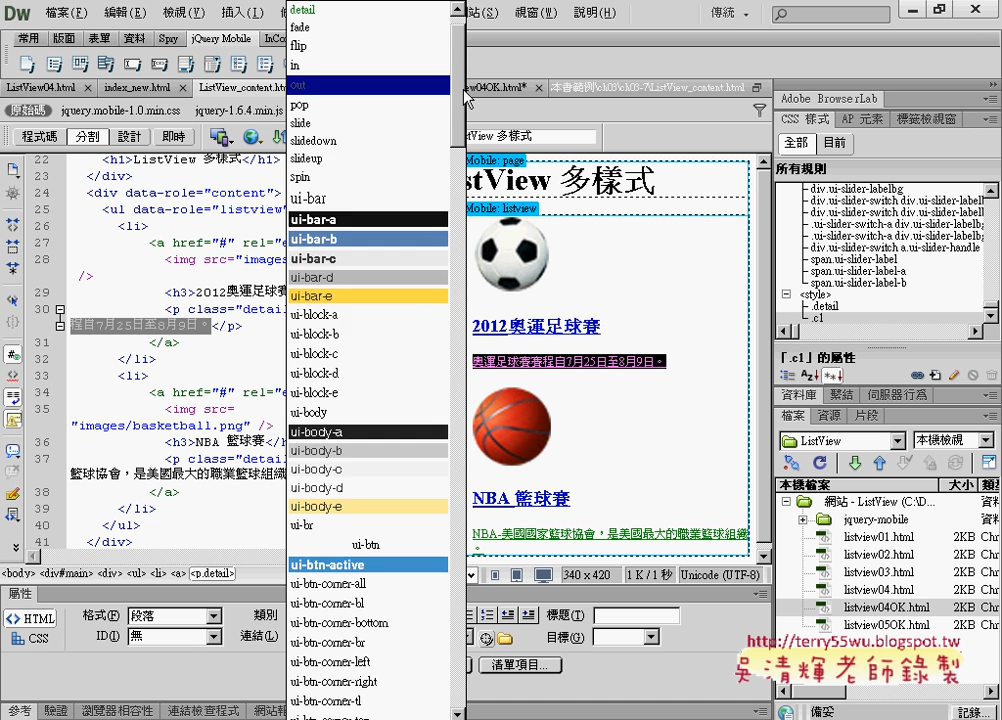 Dw 檔案(F) 編輯(E) 檢視(V) 插入(I) 站(S) 視窗(W) 說明(H) 傳統
常用 版面 表單 資料 Spry jQuery Mobile InCo
ListView04.html × index_new.html × ListView_content.html w04OK.html* × 本書範例\ch03\ch03-7\ListView_content.html
原始碼 jquery.mobile-1.0.min.css jquery-1.6.4.min.js
程式碼 分割 設計 即時 stView 多樣式
22 <h1>ListView 多樣式</h1>
23 </div>
24 <div data-role="content">
25 <ul data-role="listview"
26 <li>
27 <a href="#" rel="e
28 <img src="images
/>
29 <h3>2012奧運足球賽
30 <p class="detail
程自7月25日至8月9日。</p>
31 </a>
32 </li>
33 <li>
34 <a href="#" rel="e
35 <img src=
"images/basketball.png" />
36 <h3>NBA 籃球賽</h
37 <p class="detail
籃球協會，是美國最大的職業籃球組織
38 </a>
39 </li>
40 </ul>
41 </div>
<body> <div#main> <div> <ul> <li> <a> <p.detail>
detail
fade
flip
in
out
pop
slide
slidedown
slideup
spin
ui-bar
ui-bar-a
ui-bar-b
ui-bar-c
ui-bar-d
ui-bar-e
ui-block-a
ui-block-b
ui-block-c
ui-block-d
ui-block-e
ui-body
ui-body-a
ui-body-b
ui-body-c
ui-body-d
ui-body-e
ui-br
ui-btn
ui-btn-active
ui-btn-corner-all
ui-btn-corner-bl
ui-btn-corner-bottom
ui-btn-corner-br
ui-btn-corner-left
ui-btn-corner-right
ui-btn-corner-tl
Mobile: page
stView 多樣式
Mobile: listview
2012奧運足球賽
奧運足球賽賽程自7月25日至8月9日。
NBA 籃球賽
NBA-美國國家籃球協會，是美國最大的職業籃球組織
。
340 x 420 1 K / 1 秒 Unicode (UTF-8)
屬性
<> HTML 格式(F) 段落 類別 標題(T)
CSS ID(I) 無 連結(L) 目標(G)
清單項目...
參考 驗證 瀏覽器相容性 連結檢查程式 網站報
Adobe BrowserLab
CSS 樣式 AP 元素 標籤檢視窗
全部 目前
所有規則
div.ui-slider-labelbg
div.ui-slider-switch div.ui-slider-labelb
div.ui-slider-switch .ui-slider-labelbg
.ui-slider-switch-a div.ui-slider-labelbg
div.ui-slider-switch a.ui-slider-handle
span.ui-slider-label
span.ui-slider-label-a
span.ui-slider-label-b
<style>
.detail
.c1
「.c1」的屬性
資料庫 繫結 伺服器行為
檔案 資源 片段
ListView 本機檢視
本機檔案 大小 類
網站 - ListView (C:\D... 資料
jquery-mobile 資料
listview01.html 2KB Chr
listview02.html 2KB Chr
listview03.html 2KB Chr
listview04.html 2KB Chr
listview04OK.html 2KB Chr
listview05OK.html 2KB Chr
http://terry55wu.blogspot.tw
吳清輝老師錄製
備妥 記錄...